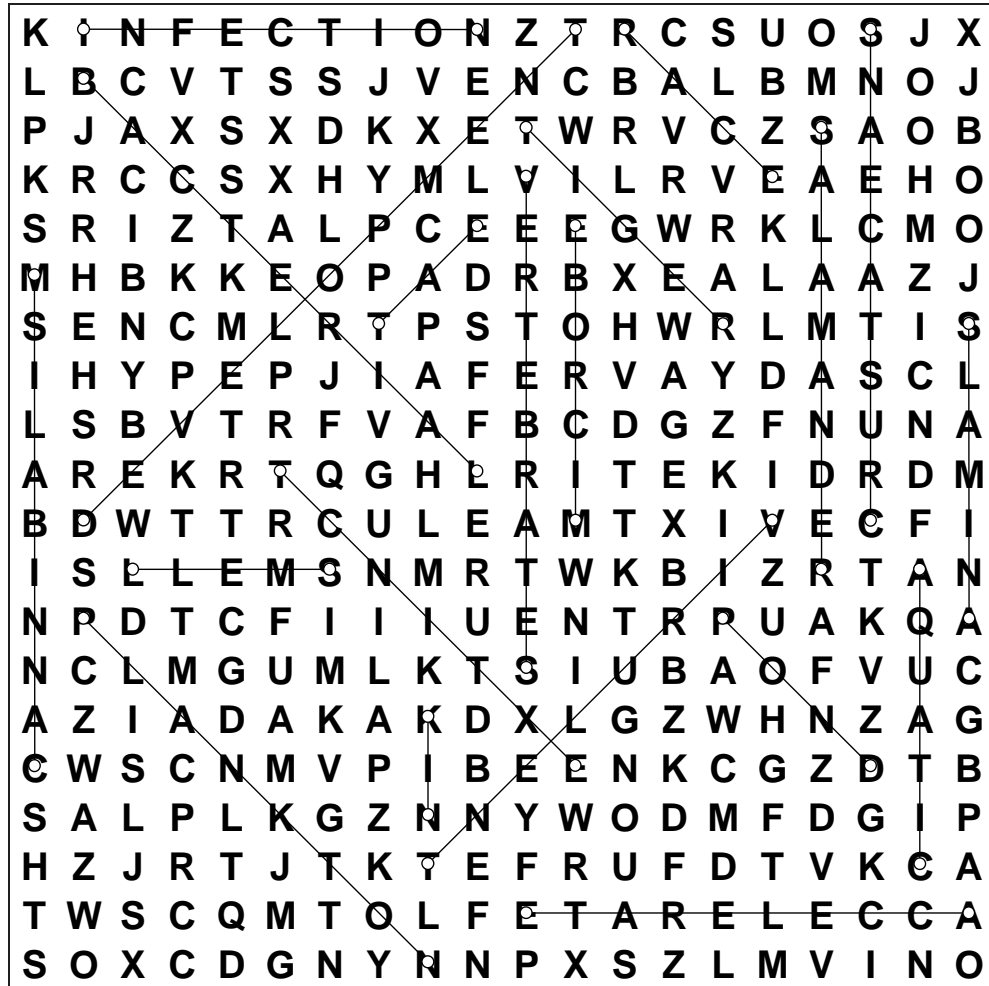 K I N F E C T I O N Z T R C S U O S J X
L B C V T S S J V E N C B A L B M N O J
P J A X S X D K X E T W R V C Z S A O B
K R C C S X H Y M L V I L R V E A E H O
S R I Z T A L P C E E E G W R K L C M O
M H B K K E O P A D R B X E A L A A Z J
S E N C M L R T P S T O H W R L M T I S
I H Y P E P J I A F E R V A Y D A S C L
L S B V T R F V A F B C D G Z F N U N A
A R E K R T Q G H L R I T E K I D R D M
B D W T T R C U L E A M T X I V E C F I
I S L L E M S N M R T W K B I Z R T A N
N P D T C F I I I U E N T R P U A K Q A
N C L M G U M L K T S I U B A O F V U C
A Z I A D A K A K D X L G Z W H N Z A G
C W S C N M V P I B E E N K C G Z D T B
S A L P L K G Z N N Y W O D M F D G I P
H Z J R T J T K T E F R U F D T V K C A
T W S C Q M T O L F E T A R E L E C C A
S O X C D G N Y N N P X S Z L M V I N O